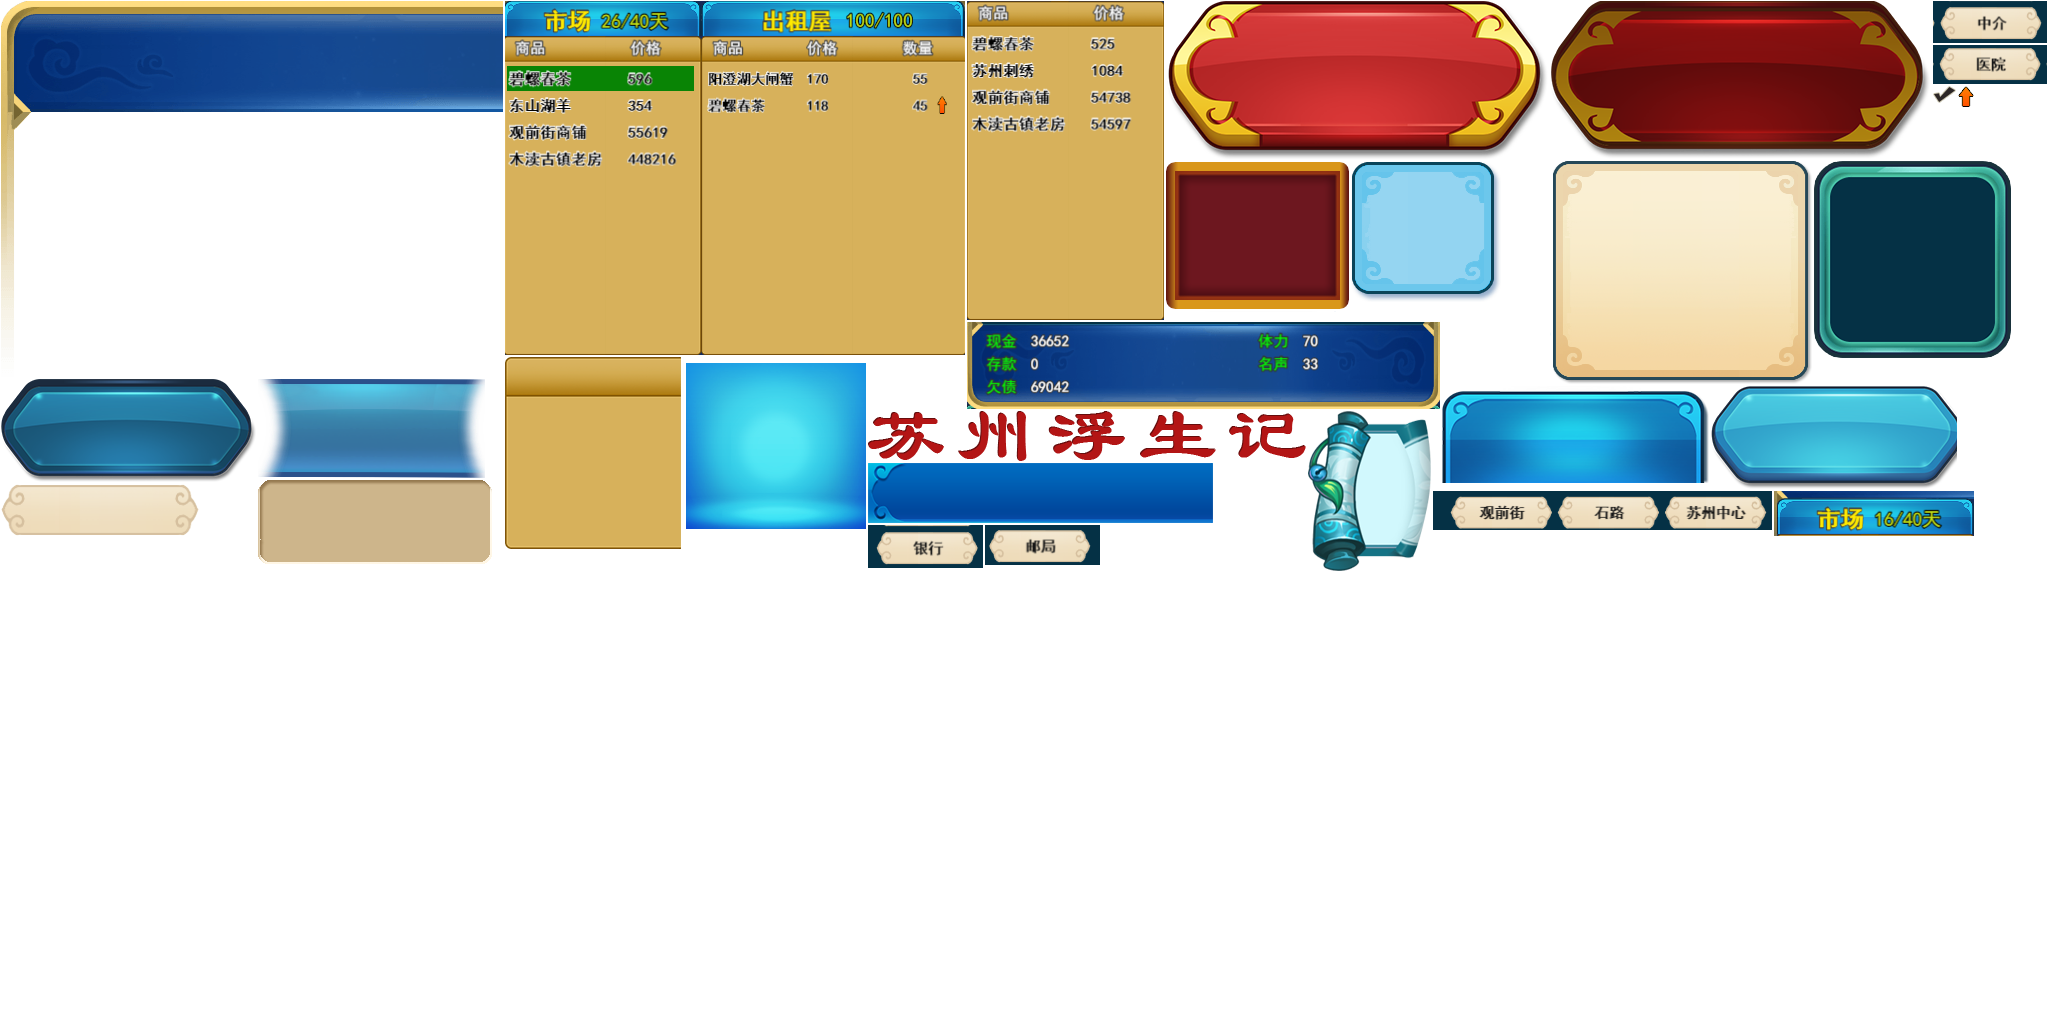 市场 26/40天
商品 价格
碧螺春茶 596
东山湖羊 354
观前街商铺 55619
木渎古镇老房 448216
出租屋 100/100
商品 价格 数量
阳澄湖大闸蟹 170 55
碧螺春茶 118 45
商品 价格
碧螺春茶 525
苏州刺绣 1084
观前街商铺 54738
木渎古镇老房 54597
中介
医院
现金 36652 体力 70
存款 0 名声 33
欠债 69042
苏州浮生记
银行 邮局
观前街 石路 苏州中心
市场 16/40天